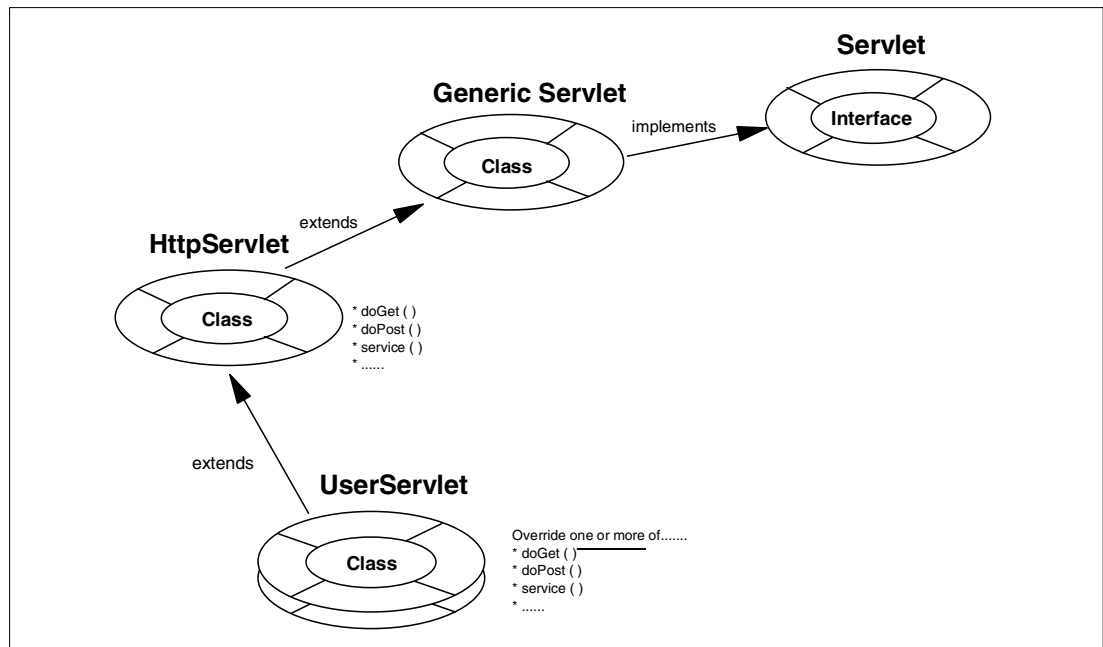 Servlet
Interface
Generic Servlet
Class
implements
extends
HttpServlet
Class
* doGet ( )
* doPost ( )
* service ( )
* ......
extends
UserServlet
Class
Override one or more of.......
* doGet ( )
* doPost ( )
* service ( )
* ......